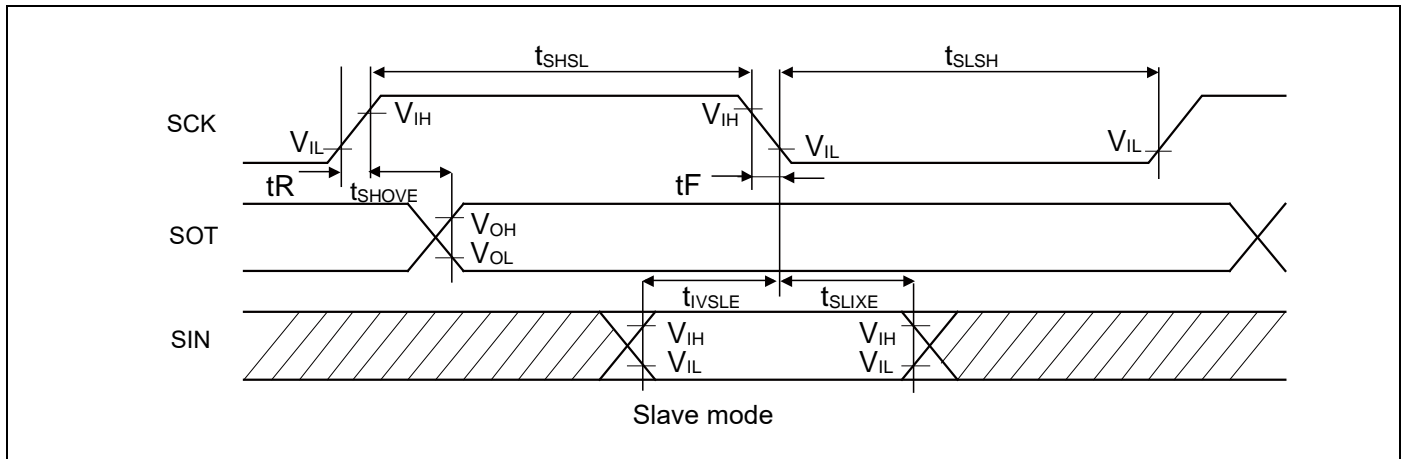 tSHSL tSLSH
SCK VIH VIH
VIL VIL VIL
tR tSHOVE tF
SOT VOH
VOL
tIVSLE tSLIXE
SIN VIH VIH
VIL VIL
Slave mode